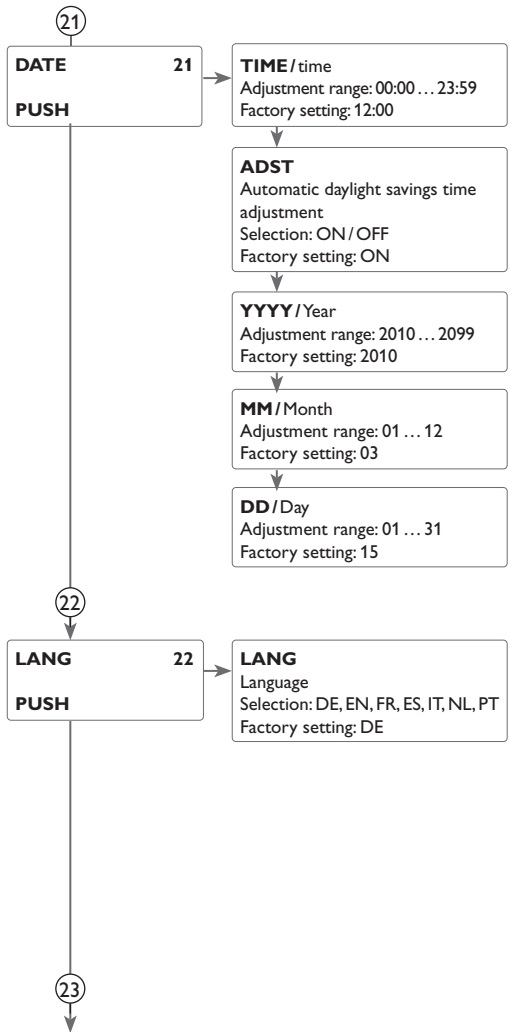 21
DATE 21
PUSH
TIME / time
Adjustment range: 00:00 … 23:59
Factory setting: 12:00
ADST
Automatic daylight savings time
adjustment
Selection: ON / OFF
Factory setting: ON
YYYY / Year
Adjustment range: 2010 … 2099
Factory setting: 2010
MM / Month
Adjustment range: 01 … 12
Factory setting: 03
DD / Day
Adjustment range: 01 … 31
Factory setting: 15
22
LANG 22
PUSH
LANG
Language
Selection: DE, EN, FR, ES, IT, NL, PT
Factory setting: DE
23